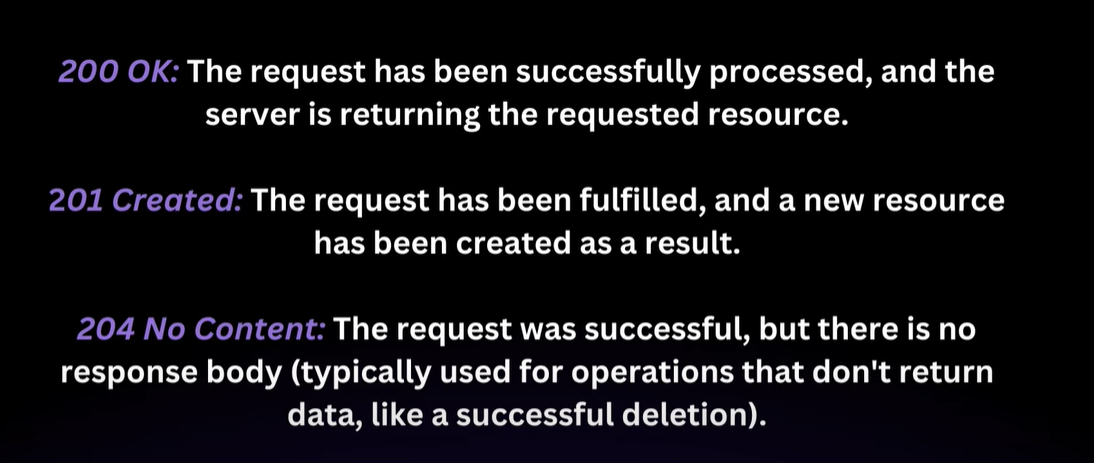 200 OK: The request has been successfully processed, and the
server is returning the requested resource.
201 Created: The request has been fulfilled, and a new resource
has been created as a result.
204 No Content: The request was successful, but there is no
response body (typically used for operations that don't return
data, like a successful deletion).